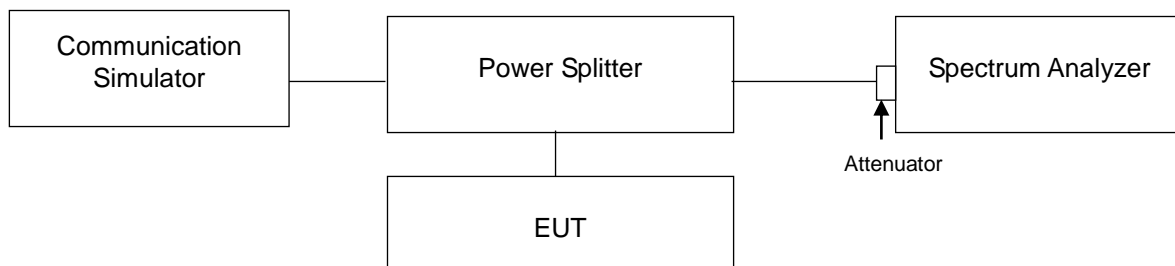 Communication
Simulator
Power Splitter
Spectrum Analyzer
Attenuator
EUT